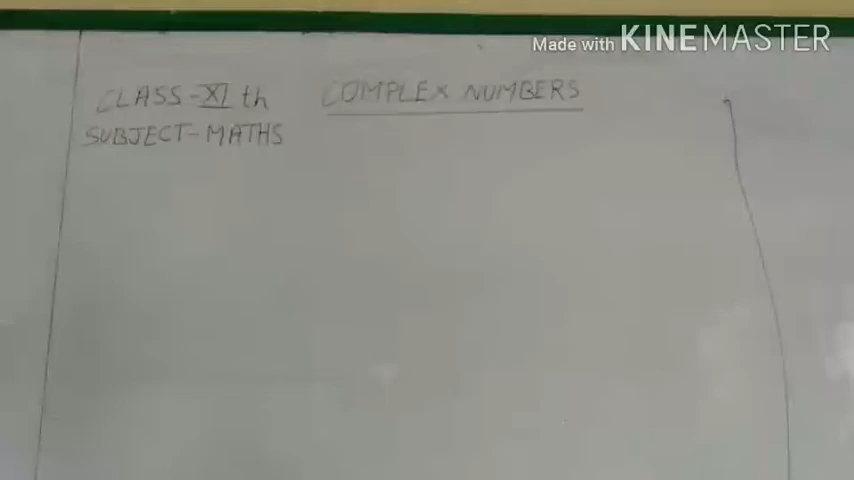 Made with KINEMASTER
CLASS-XI th COMPLEX NUMBERS
SUBJECT-MATHS